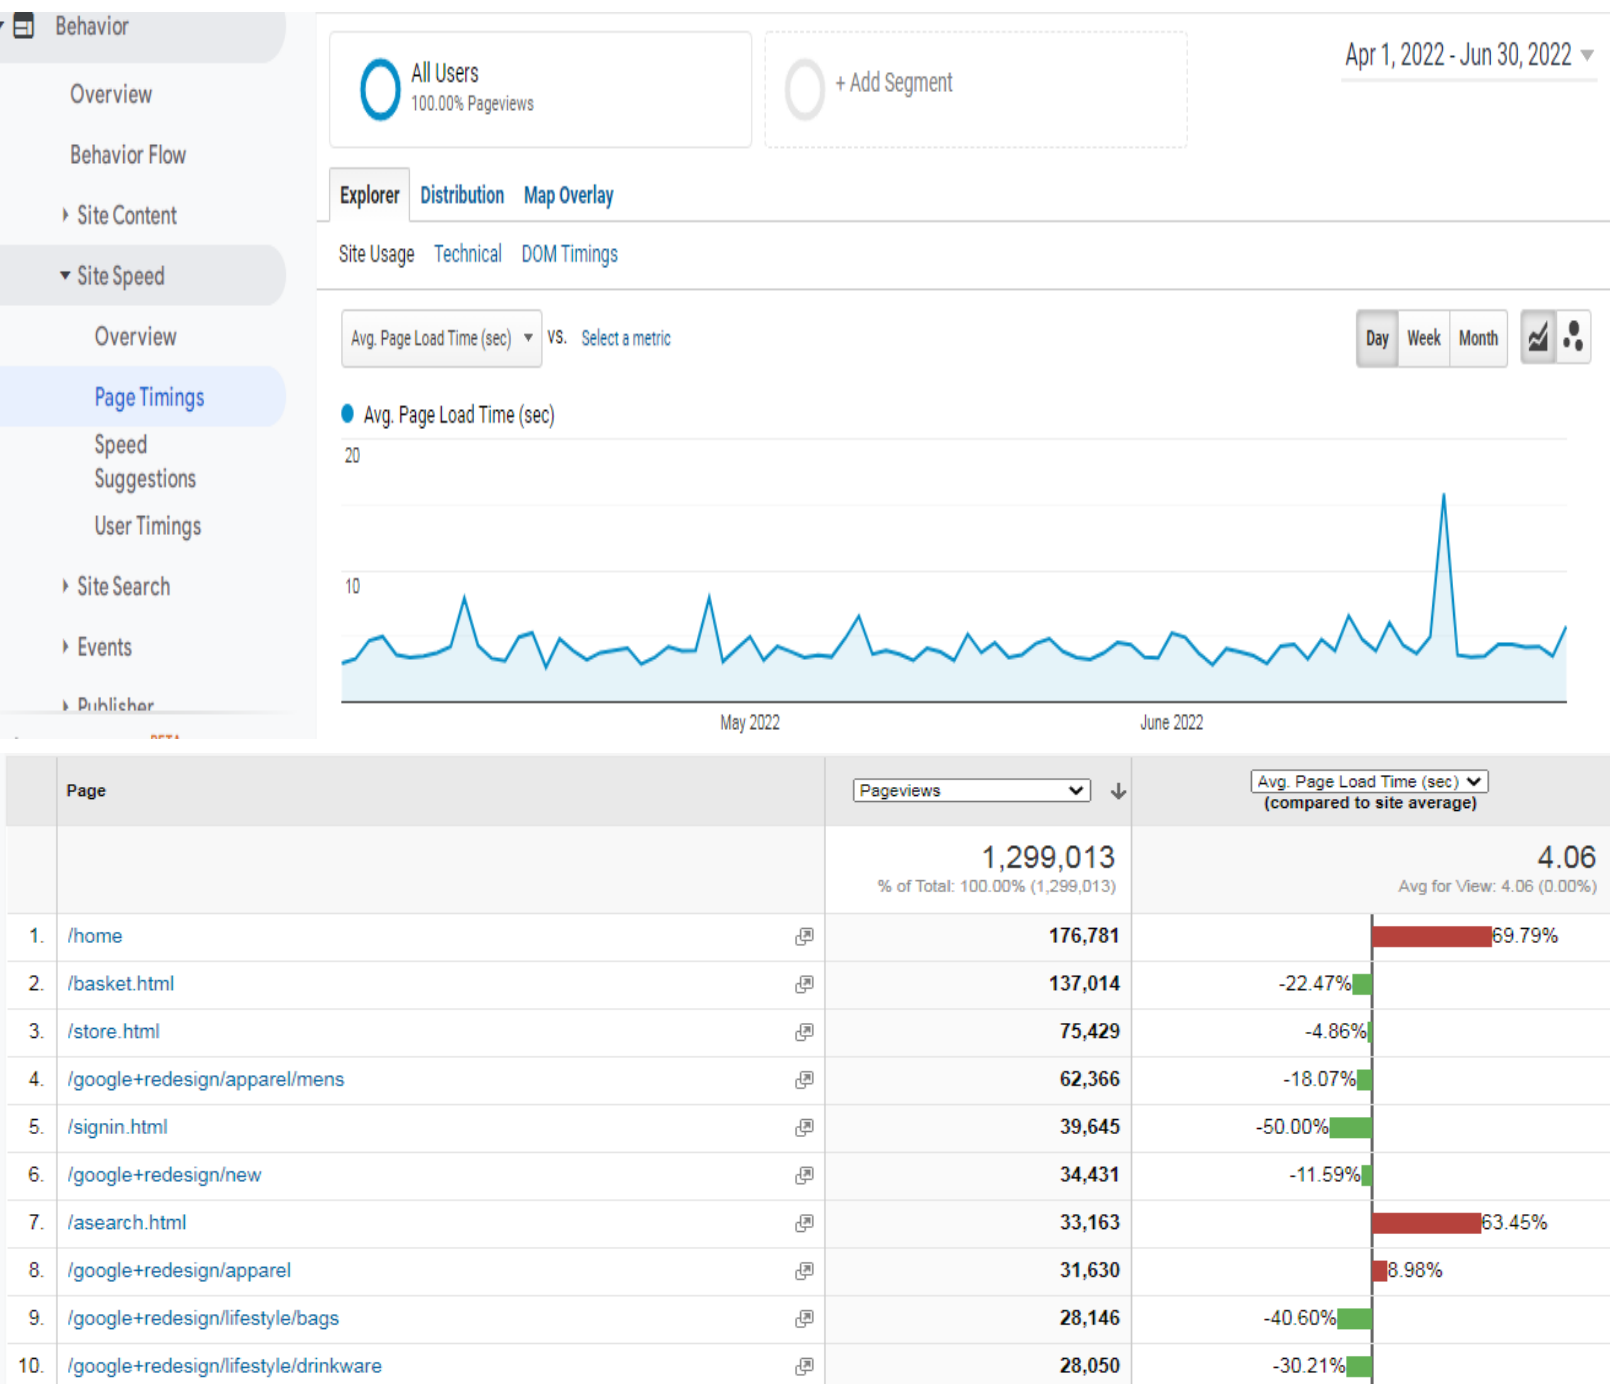 Behavior
Overview
Behavior Flow
Site Content
Site Speed
Overview
Page Timings
Speed
Suggestions
User Timings
Site Search
Events
Publisher
BETA
All Users
100.00% Pageviews
+ Add Segment
Apr 1, 2022 - Jun 30, 2022
Explorer Distribution Map Overlay
Site Usage Technical DOM Timings
Avg. Page Load Time (sec) VS. Select a metric
Day Week Month
Avg. Page Load Time (sec)
20
10
May 2022 June 2022
Page Pageviews Avg. Page Load Time (sec)
(compared to site average)
1,299,013 4.06
% of Total: 100.00% (1,299,013) Avg for View: 4.06 (0.00%)
1. /home 176,781 69.79%
2. /basket.html 137,014 -22.47%
3. /store.html 75,429 -4.86%
4. /google+redesign/apparel/mens 62,366 -18.07%
5. /signin.html 39,645 -50.00%
6. /google+redesign/new 34,431 -11.59%
7. /asearch.html 33,163 63.45%
8. /google+redesign/apparel 31,630 8.98%
9. /google+redesign/lifestyle/bags 28,146 -40.60%
10. /google+redesign/lifestyle/drinkware 28,050 -30.21%